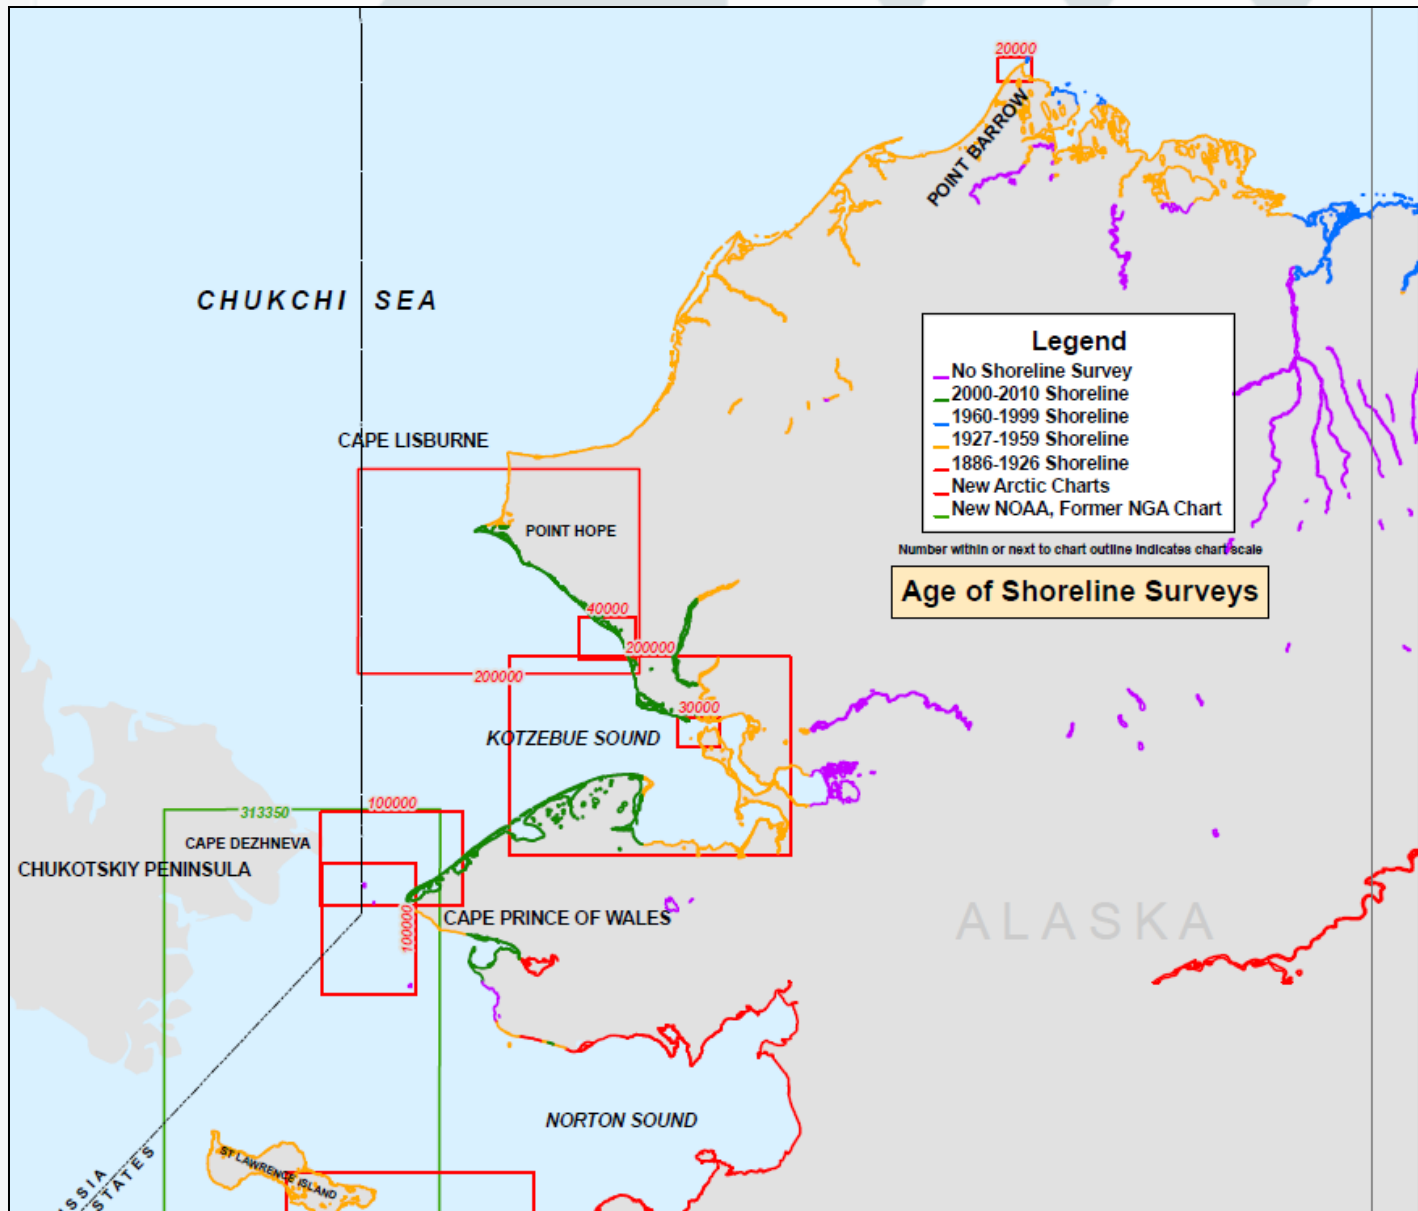 20000
POINT BARROW
CHUKCHI SEA
Legend
No Shoreline Survey
2000-2010 Shoreline
1960-1999 Shoreline
1927-1959 Shoreline
1886-1926 Shoreline
New Arctic Charts
New NOAA, Former NGA Chart
Number within or next to chart outline indicates chart scale
Age of Shoreline Surveys
CAPE LISBURNE
POINT HOPE
40000
200000
200000
30000
KOTZEBUE SOUND
100000
313350
CAPE DEZHNEVA
CHUKOTSKIY PENINSULA
100000
CAPE PRINCE OF WALES
ALASKA
NORTON SOUND
ST LAWRENCE ISLAND
SSIA
STATES